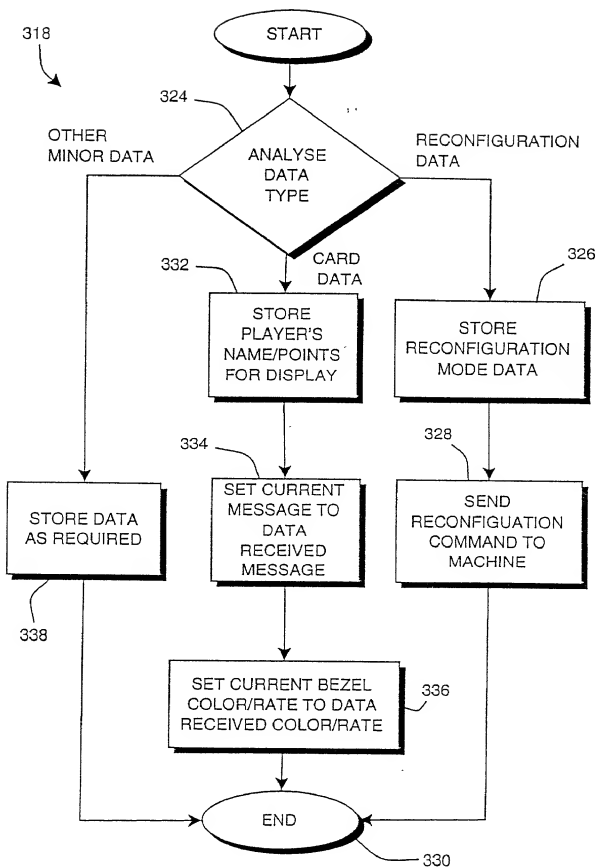 START
318
324
OTHER
MINOR DATA
ANALYSE
DATA
TYPE
RECONFIGURATION
DATA
CARD
DATA
332
STORE
PLAYER'S
NAME/POINTS
FOR DISPLAY
326
STORE
RECONFIGURATION
MODE DATA
334
SET CURRENT
MESSAGE TO
DATA
RECEIVED
MESSAGE
328
SEND
RECONFIGUATION
COMMAND TO
MACHINE
STORE DATA
AS REQUIRED
338
SET CURRENT BEZEL
COLOR/RATE TO DATA
RECEIVED COLOR/RATE
336
END
330